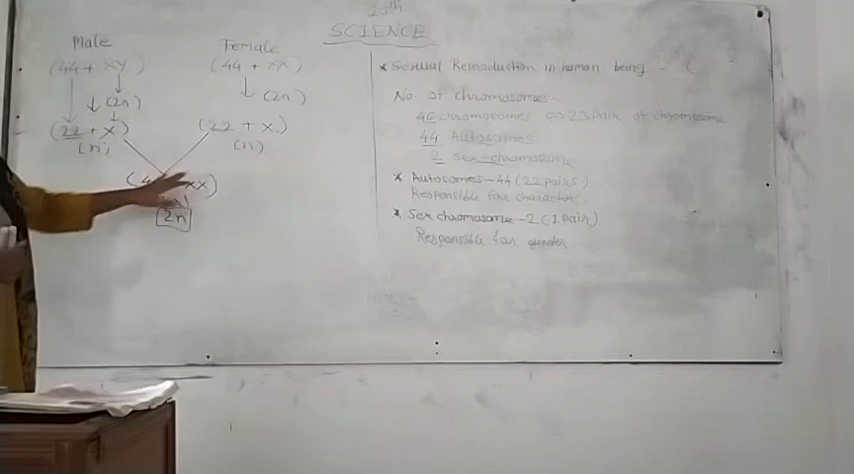 SCIENCE
Male
(44 + XY)
(2n)
(22 + X)
(n)
Female
(44 + XX)
(2n)
(22 + X)
(n)
XX)
2n
* Sexual Reproduction in human being -
No. of chromosomes -
46 chromosomes 23 pair of chromosome
44 Autosomes
2 sex-chromosome
* Autosomes - 44 (22 pairs)
Responsible for characters.
* Sex chromosome - 2 (1 pair)
Responsible for gender